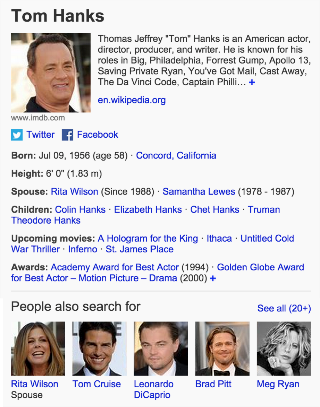 Tom Hanks
Thomas Jeffrey "Tom" Hanks is an American actor,
director, producer, and writer. He is known for his
roles in Big, Philadelphia, Forrest Gump, Apollo 13,
Saving Private Ryan, You've Got Mail, Cast Away,
The Da Vinci Code, Captain Philli… +
en.wikipedia.org
www.imdb.com
Twitter Facebook
Born: Jul 09, 1956 (age 58) · Concord, California
Height: 6' 0" (1.83 m)
Spouse: Rita Wilson (Since 1988) · Samantha Lewes (1978 - 1987)
Children: Colin Hanks · Elizabeth Hanks · Chet Hanks · Truman
Theodore Hanks
Upcoming movies: A Hologram for the King · Ithaca · Untitled Cold
War Thriller · Inferno · St. James Place
Awards: Academy Award for Best Actor (1994) · Golden Globe Award
for Best Actor – Motion Picture – Drama (2000) +
People also search for
See all (20+)
Rita Wilson
Spouse
Tom Cruise
Leonardo
DiCaprio
Brad Pitt
Meg Ryan